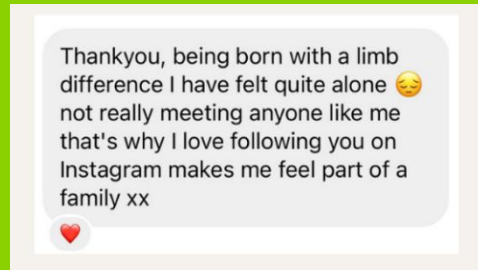 Thankyou, being born with a limb
difference I have felt quite alone 😔
not really meeting anyone like me
that's why I love following you on
Instagram makes me feel part of a
family xx